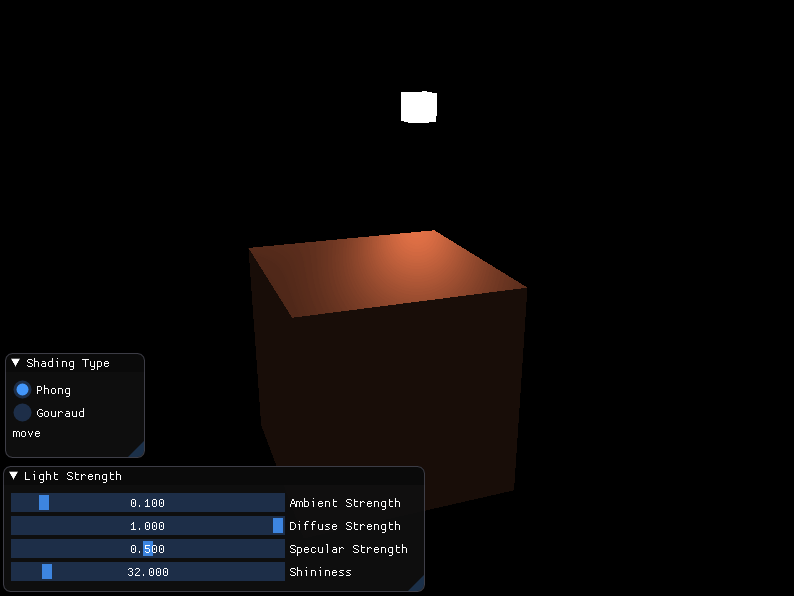 Shading Type
Phong
Gouraud
move
Light Strength
0.100 Ambient Strength
1.000 Diffuse Strength
0.500 Specular Strength
32.000 Shininess